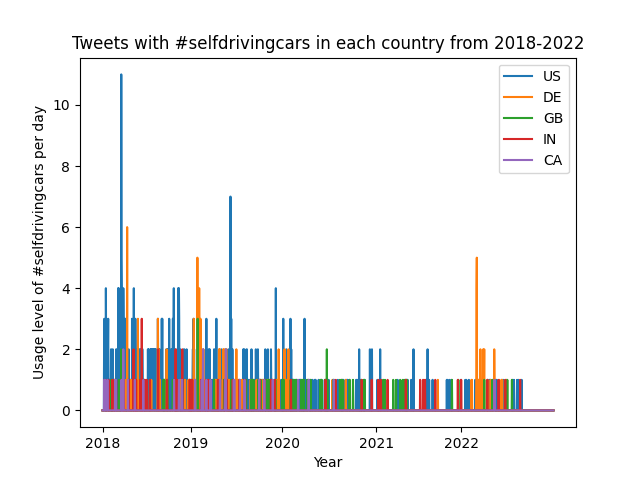 Tweets with #selfdrivingcars in each country from 2018-2022
US
DE
GB
IN
CA
Usage level of #selfdrivingcars per day
10
8
6
4
2
0
2018 2019 2020 2021 2022
Year